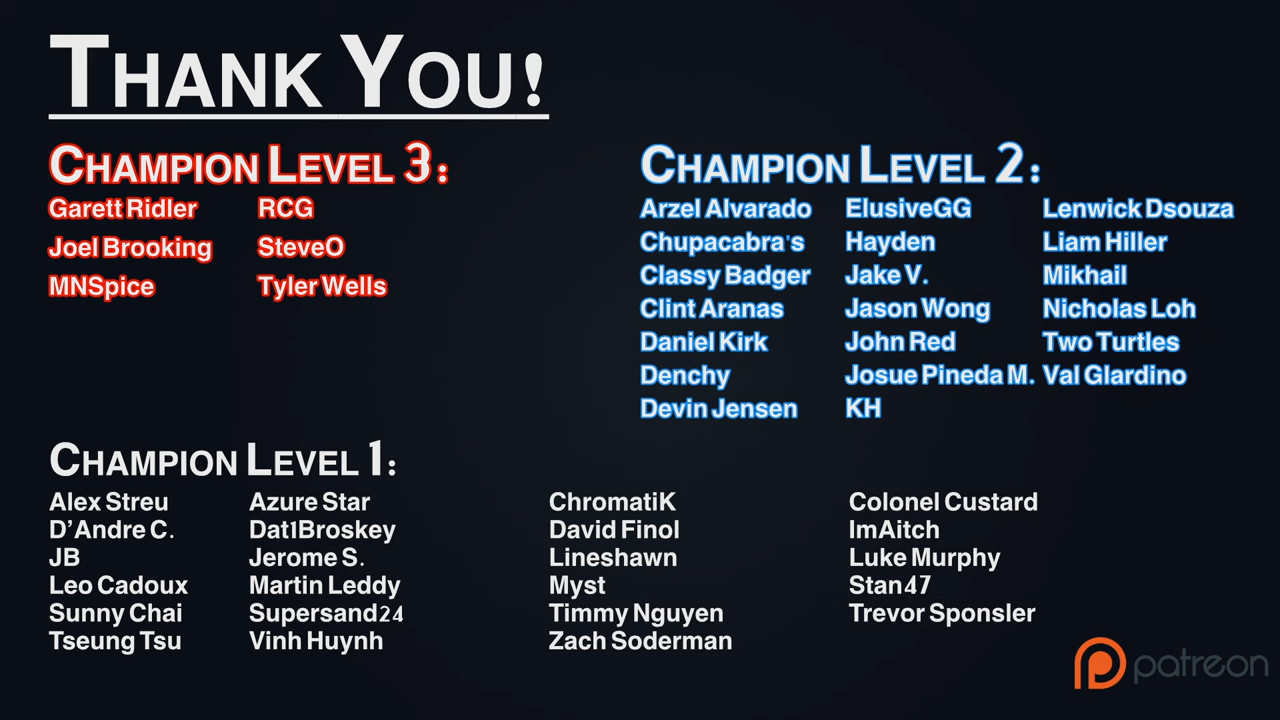 THANK YOU!
CHAMPION LEVEL 3:
Garett Ridler RCG
Joel Brooking SteveO
MNSpice Tyler Wells
CHAMPION LEVEL 2:
Arzel Alvarado ElusiveGG Lenwick Dsouza
Chupacabra's Hayden Liam Hiller
Classy Badger Jake V. Mikhail
Clint Aranas Jason Wong Nicholas Loh
Daniel Kirk John Red Two Turtles
Denchy Josue Pineda M. Val Glardino
Devin Jensen KH
CHAMPION LEVEL 1:
Alex Streu Azure Star ChromatiK Colonel Custard
D'Andre C. Dat1Broskey David Finol ImAitch
JB Jerome S. Lineshawn Luke Murphy
Leo Cadoux Martin Leddy Myst Stan47
Sunny Chai Supersand24 Timmy Nguyen Trevor Sponsler
Tseung Tsu Vinh Huynh Zach Soderman
patreon